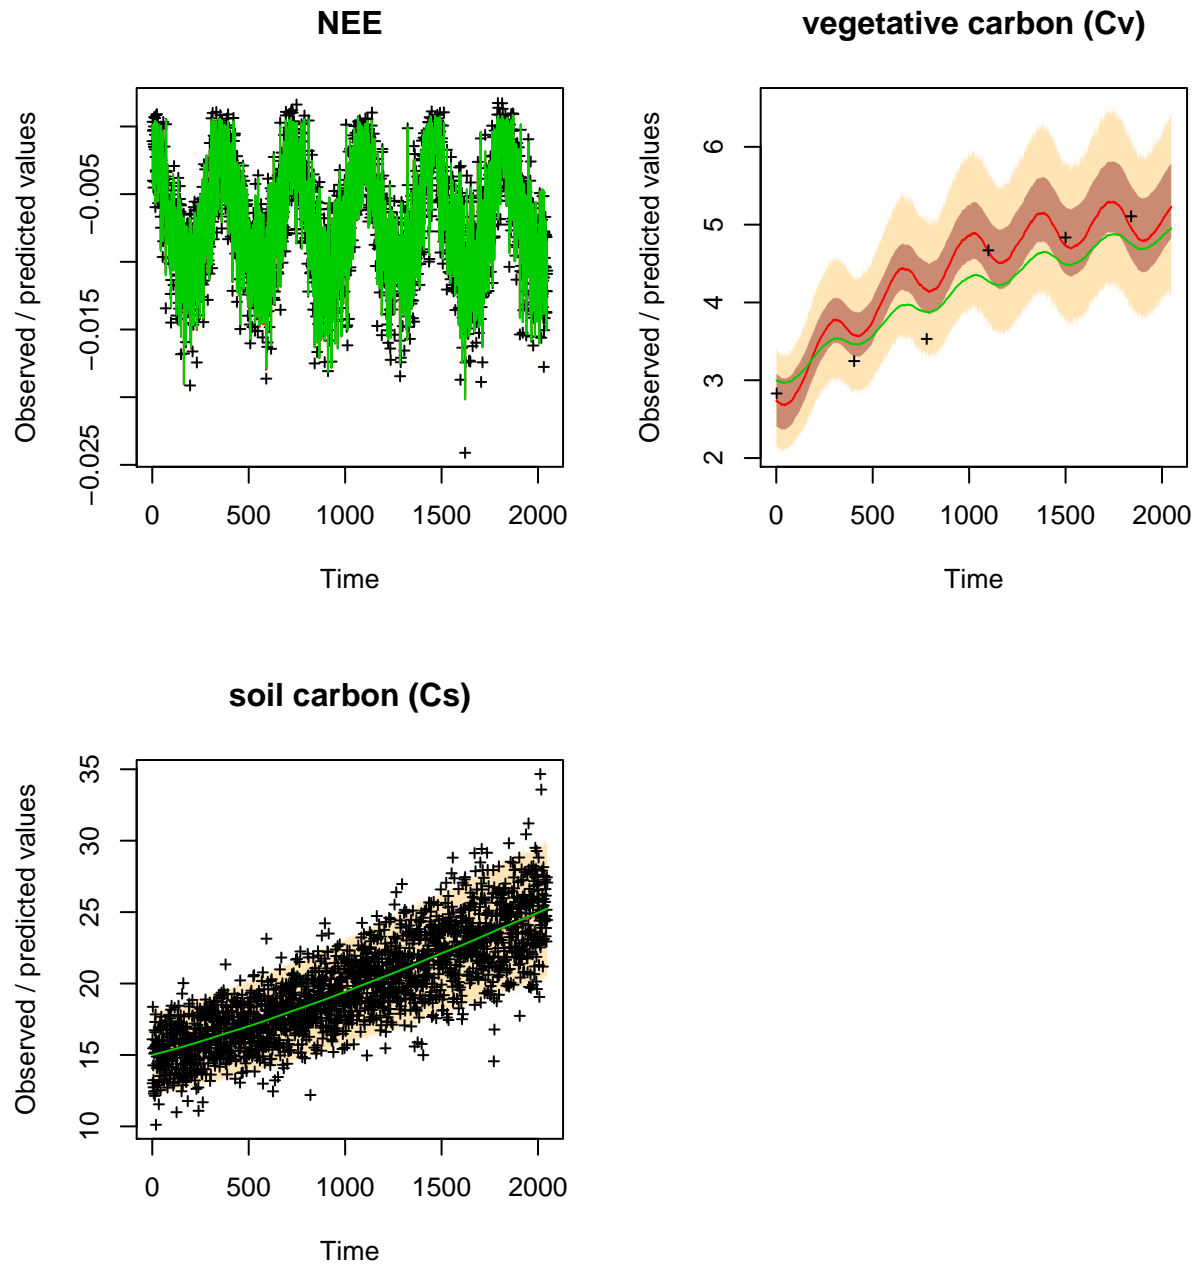 NEE
Observed / predicted values
−0.025
−0.015
−0.005
0 500 1000 1500 2000
Time
vegetative carbon (Cv)
Observed / predicted values
6
5
4
3
2
0 500 1000 1500 2000
Time
soil carbon (Cs)
Observed / predicted values
35
30
25
20
15
10
0 500 1000 1500 2000
Time